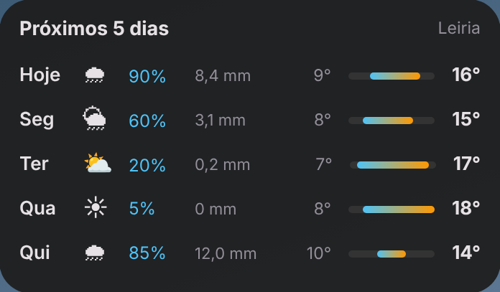 Próximos 5 dias Leiria
Hoje 90% 8,4 mm 9° 16°
Seg 60% 3,1 mm 8° 15°
Ter 20% 0,2 mm 7° 17°
Qua 5% 0 mm 8° 18°
Qui 85% 12,0 mm 10° 14°